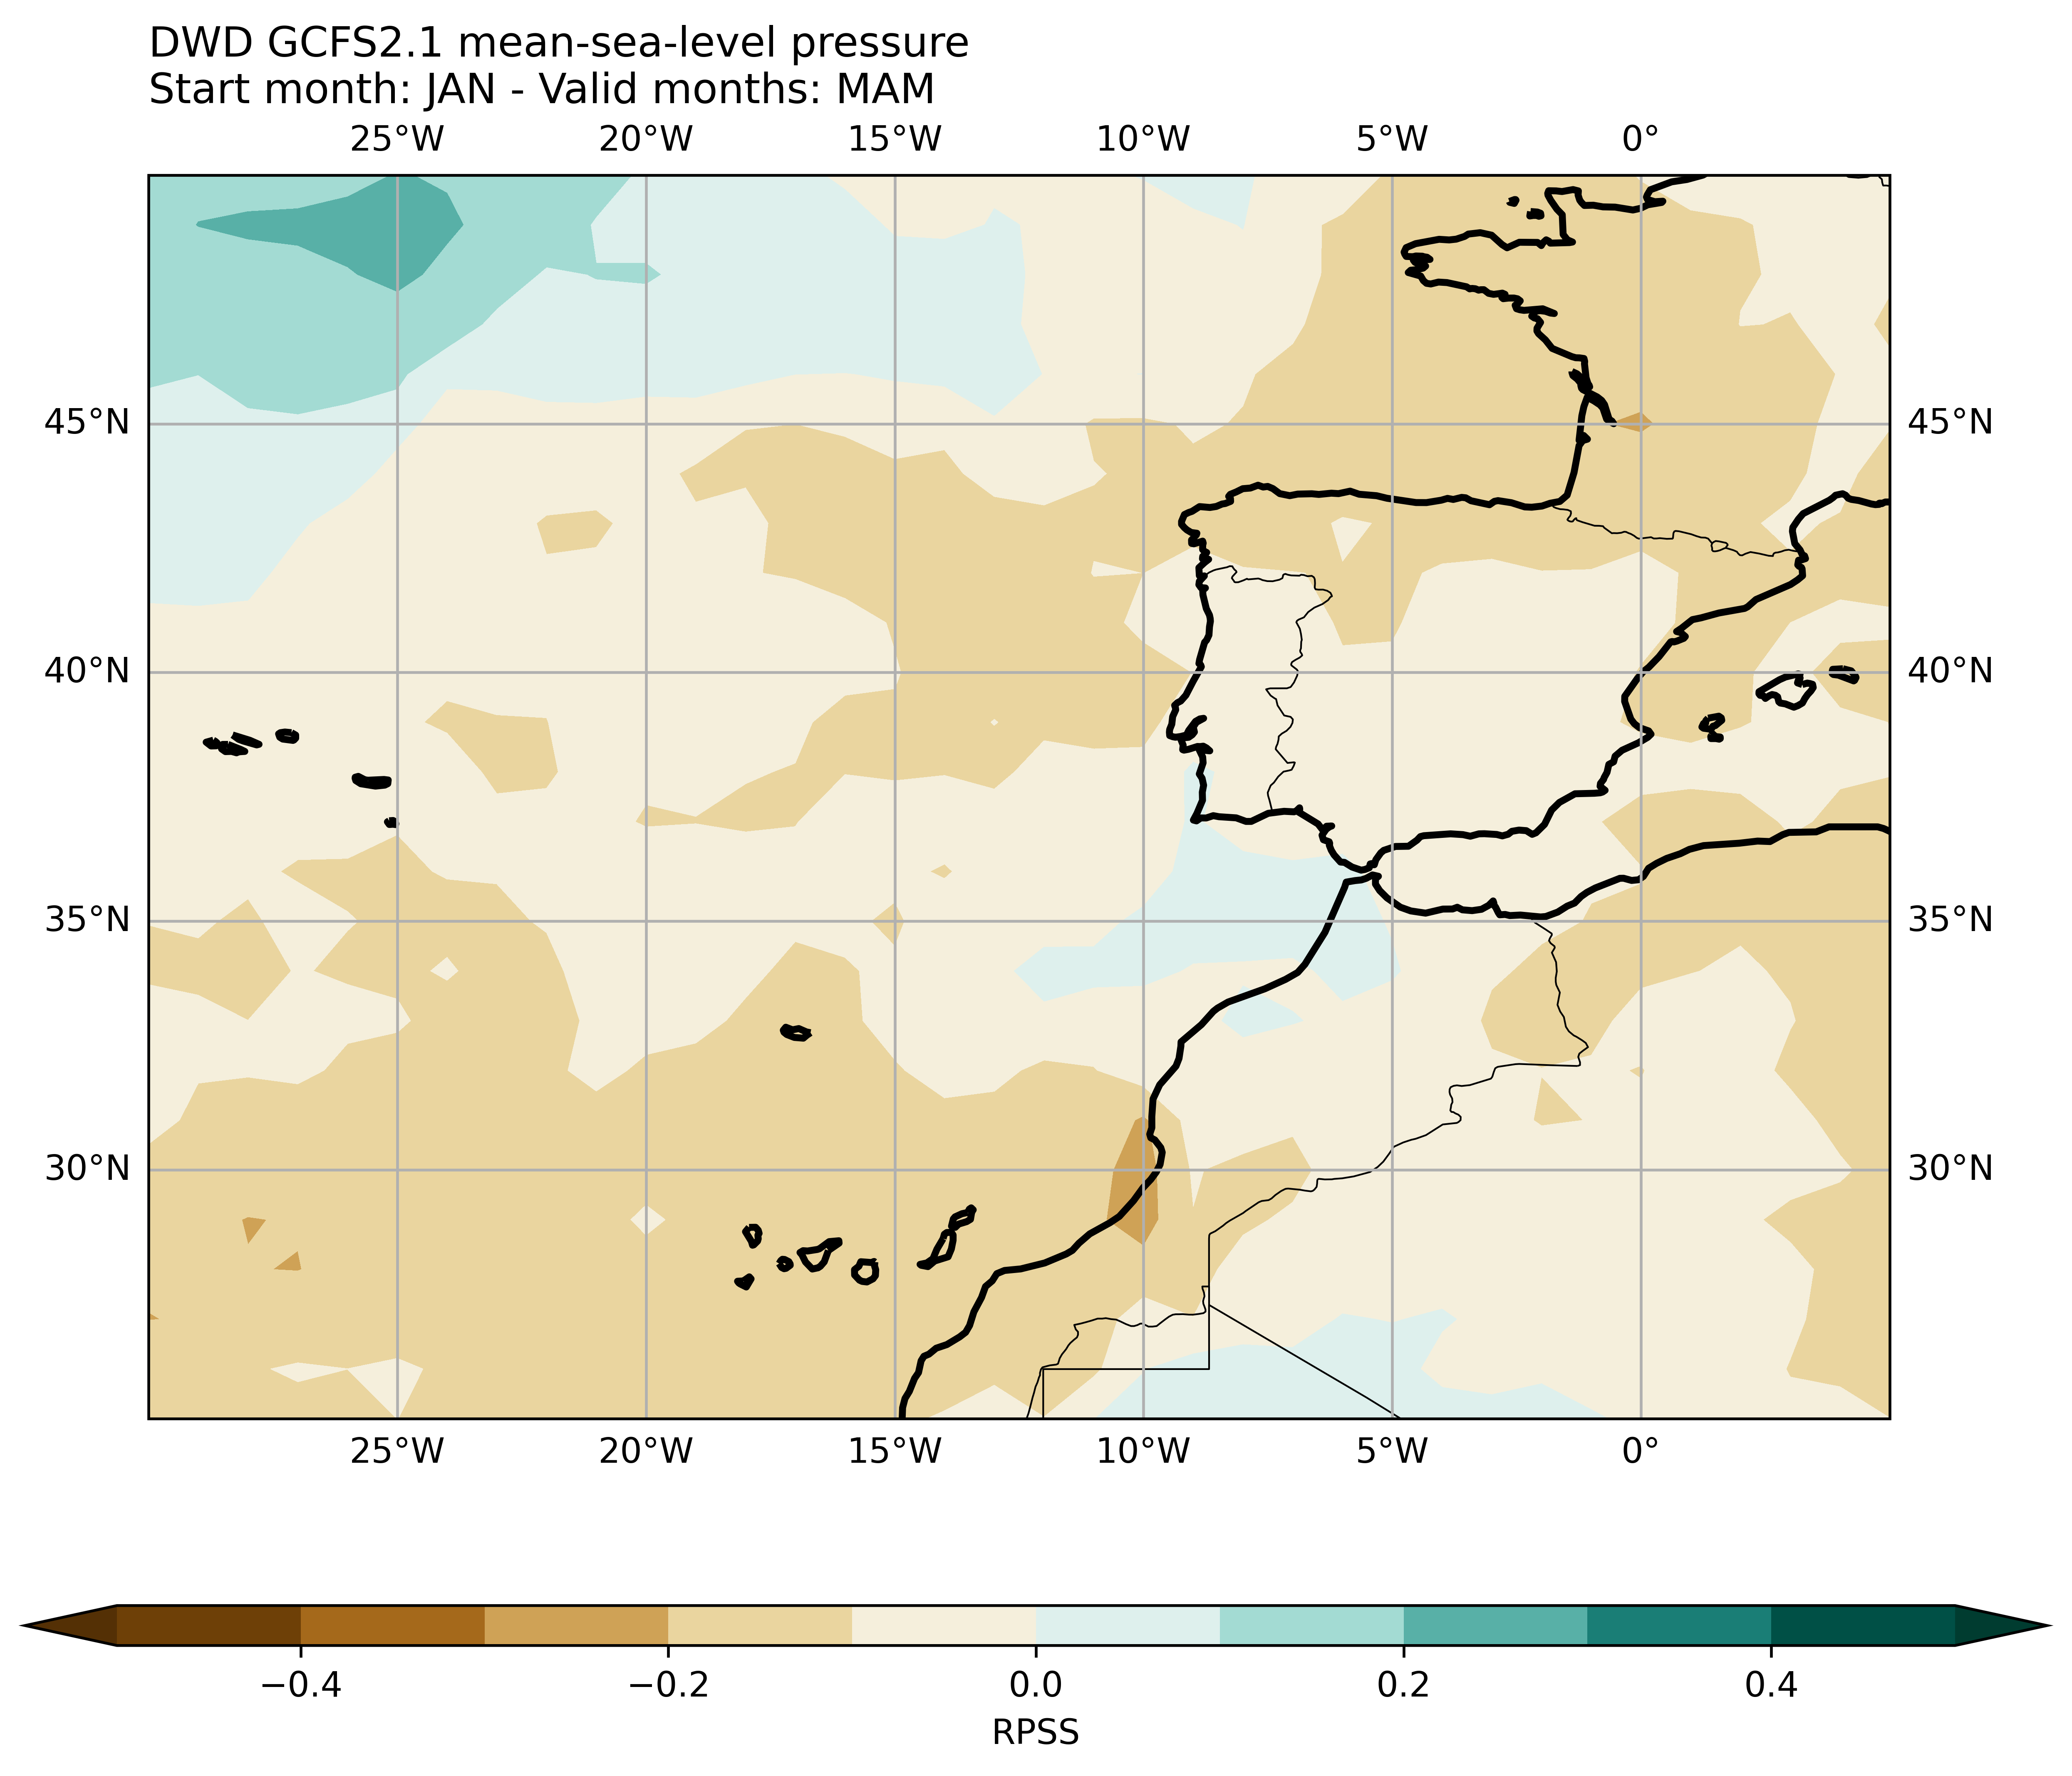 DWD GCFS2.1 mean-sea-level pressure
Start month: JAN - Valid months: MAM
25°W 20°W 15°W 10°W 5°W 0°
45°N 45°N
40°N 40°N
35°N 35°N
30°N 30°N
25°W 20°W 15°W 10°W 5°W 0°
−0.4 −0.2 0.0 0.2 0.4
RPSS